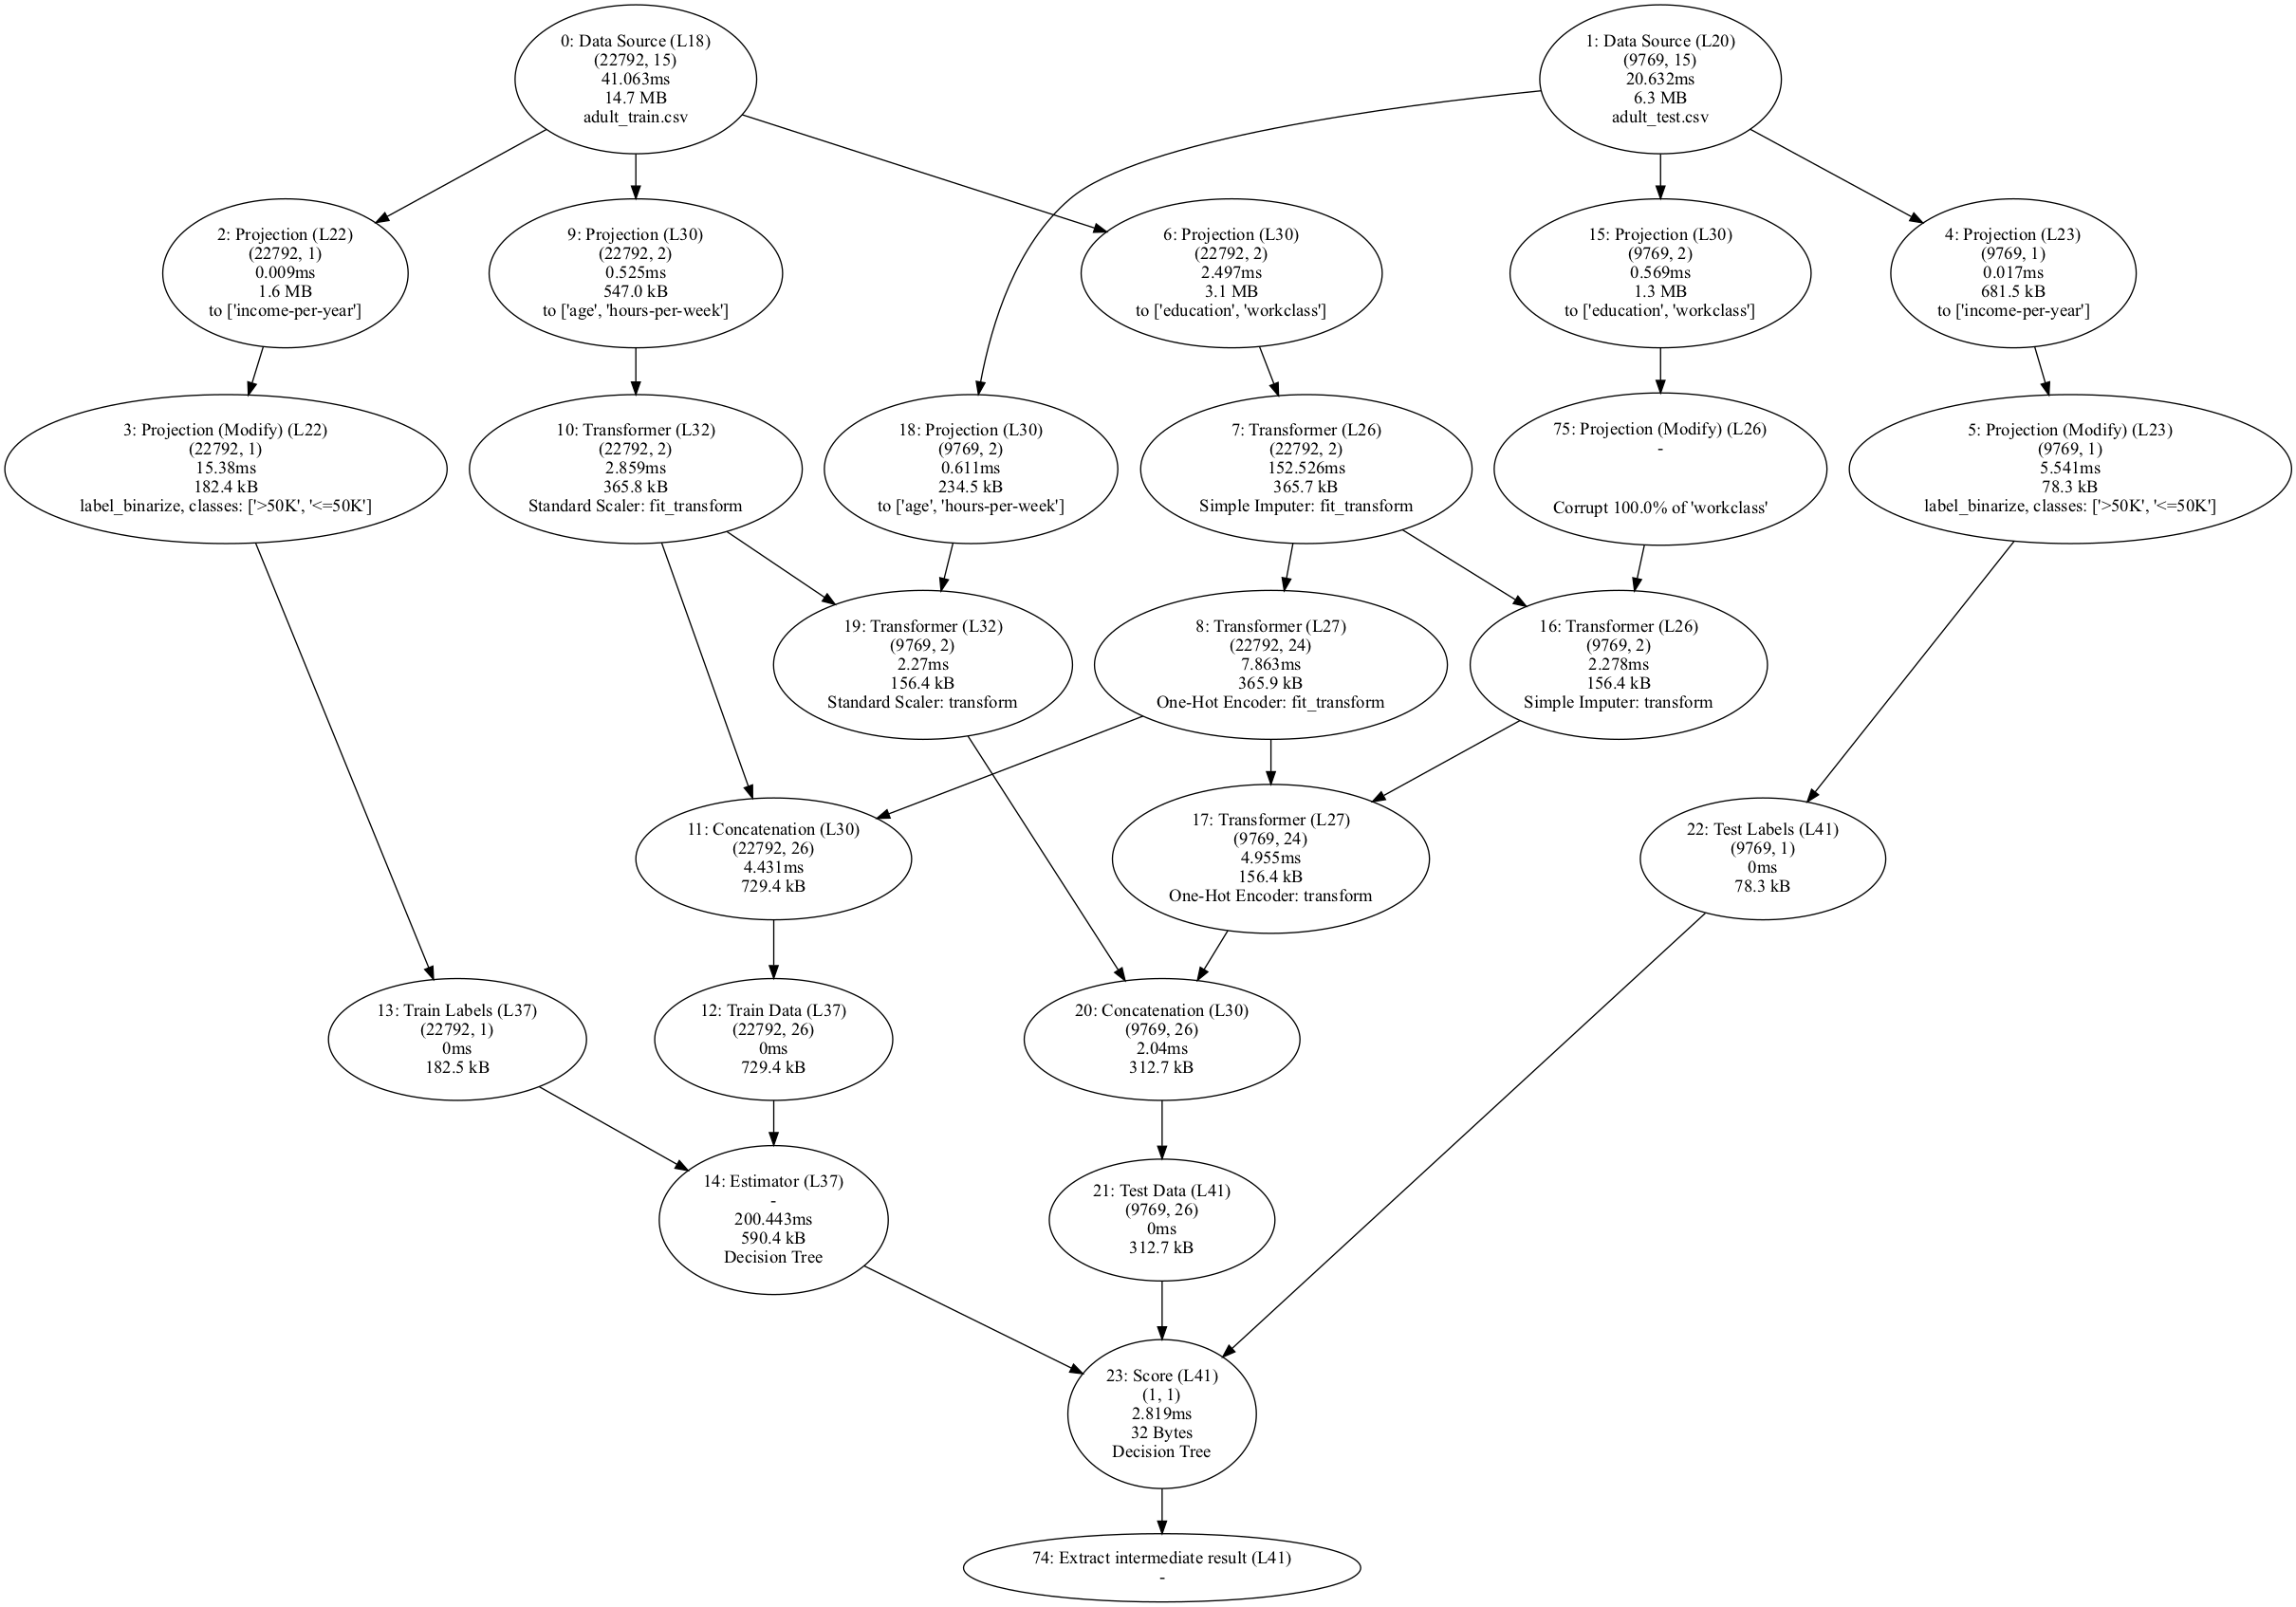 0: Data Source (L18)
(22792, 15)
41.063ms
14.7 MB
adult_train.csv
1: Data Source (L20)
(9769, 15)
20.632ms
6.3 MB
adult_test.csv
2: Projection (L22)
(22792, 1)
0.009ms
1.6 MB
to ['income-per-year']
9: Projection (L30)
(22792, 2)
0.525ms
547.0 kB
to ['age', 'hours-per-week']
6: Projection (L30)
(22792, 2)
2.497ms
3.1 MB
to ['education', 'workclass']
15: Projection (L30)
(9769, 2)
0.569ms
1.3 MB
to ['education', 'workclass']
4: Projection (L23)
(9769, 1)
0.017ms
681.5 kB
to ['income-per-year']
3: Projection (Modify) (L22)
(22792, 1)
15.38ms
182.4 kB
label_binarize, classes: ['>50K', '<=50K']
10: Transformer (L32)
(22792, 2)
2.859ms
365.8 kB
Standard Scaler: fit_transform
18: Projection (L30)
(9769, 2)
0.611ms
234.5 kB
to ['age', 'hours-per-week']
7: Transformer (L26)
(22792, 2)
152.526ms
365.7 kB
Simple Imputer: fit_transform
75: Projection (Modify) (L26)
-
Corrupt 100.0% of 'workclass'
5: Projection (Modify) (L23)
(9769, 1)
5.541ms
78.3 kB
label_binarize, classes: ['>50K', '<=50K']
19: Transformer (L32)
(9769, 2)
2.27ms
156.4 kB
Standard Scaler: transform
8: Transformer (L27)
(22792, 24)
7.863ms
365.9 kB
One-Hot Encoder: fit_transform
16: Transformer (L26)
(9769, 2)
2.278ms
156.4 kB
Simple Imputer: transform
11: Concatenation (L30)
(22792, 26)
4.431ms
729.4 kB
17: Transformer (L27)
(9769, 24)
4.955ms
156.4 kB
One-Hot Encoder: transform
22: Test Labels (L41)
(9769, 1)
0ms
78.3 kB
13: Train Labels (L37)
(22792, 1)
0ms
182.5 kB
12: Train Data (L37)
(22792, 26)
0ms
729.4 kB
20: Concatenation (L30)
(9769, 26)
2.04ms
312.7 kB
14: Estimator (L37)
-
200.443ms
590.4 kB
Decision Tree
21: Test Data (L41)
(9769, 26)
0ms
312.7 kB
23: Score (L41)
(1, 1)
2.819ms
32 Bytes
Decision Tree
74: Extract intermediate result (L41)
-